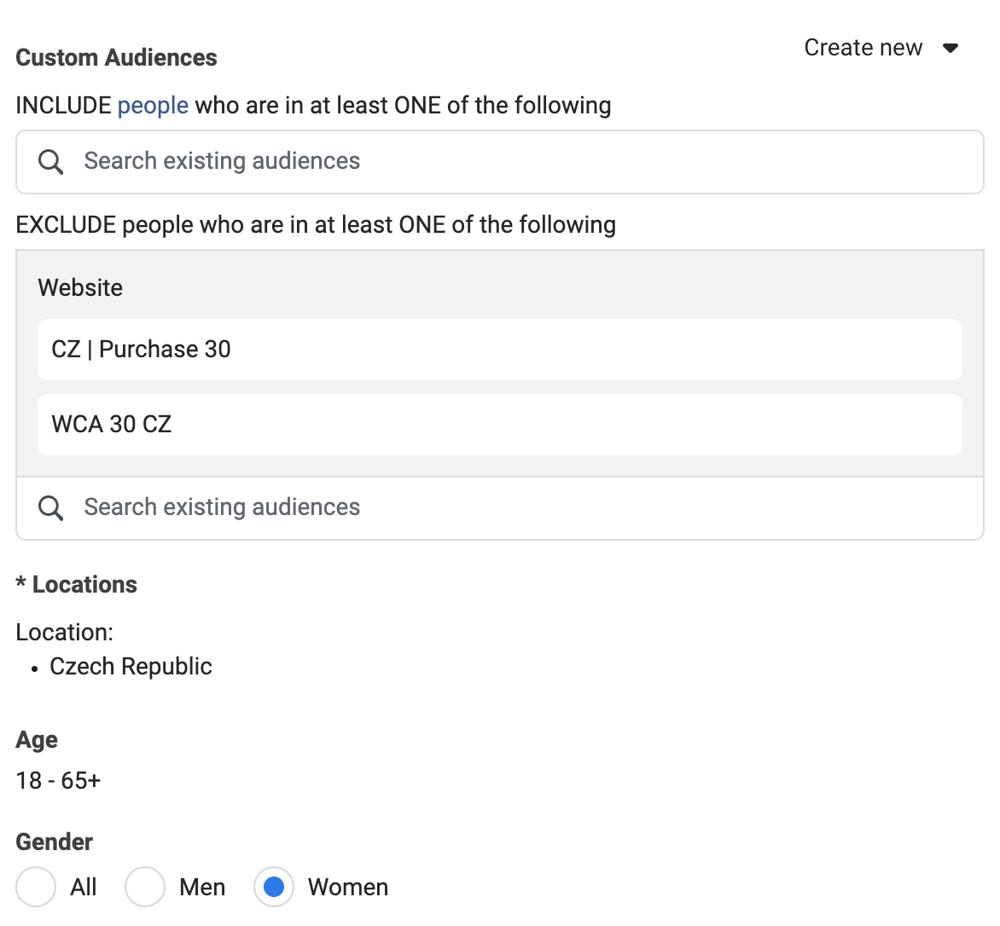 Custom Audiences
Create new
INCLUDE people who are in at least ONE of the following
Search existing audiences
EXCLUDE people who are in at least ONE of the following
Website
CZ | Purchase 30
WCA 30 CZ
Search existing audiences
* Locations
Location:
• Czech Republic
Age
18 - 65+
Gender
All Men Women